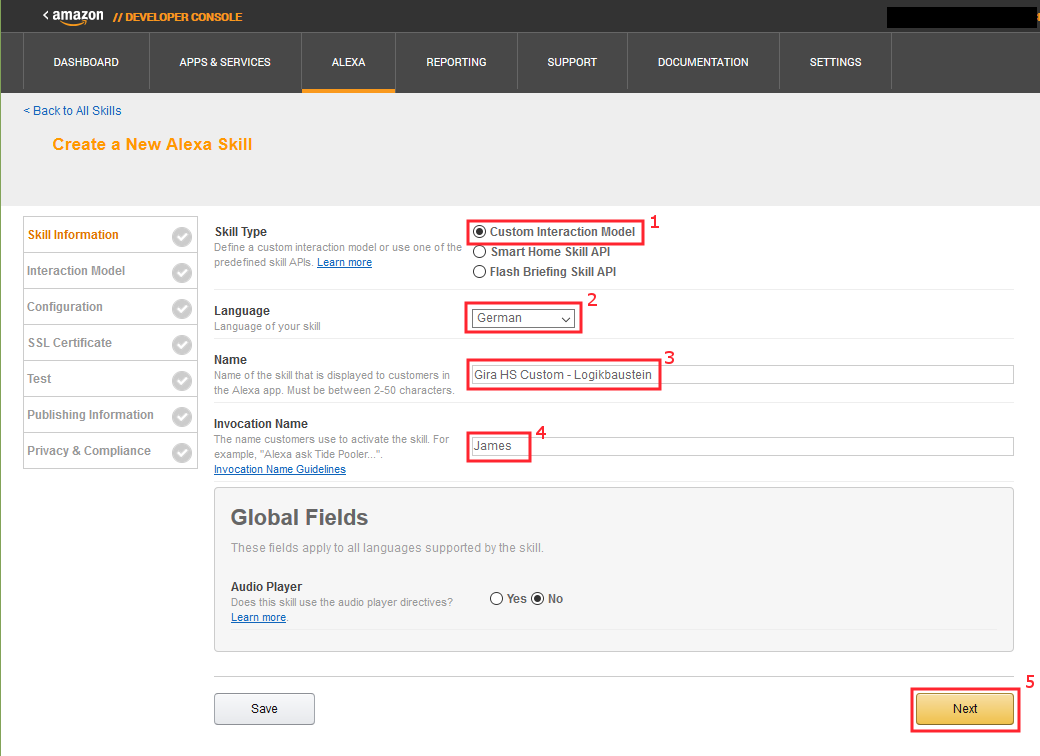 < amazon // DEVELOPER CONSOLE
DASHBOARD APPS & SERVICES ALEXA REPORTING SUPPORT DOCUMENTATION SETTINGS
< Back to All Skills
Create a New Alexa Skill
Skill Information
Interaction Model
Configuration
SSL Certificate
Test
Publishing Information
Privacy & Compliance
Skill Type
Define a custom interaction model or use one of the
predefined skill APIs. Learn more
Custom Interaction Model 1
Smart Home Skill API
Flash Briefing Skill API
Language
Language of your skill
German 2
Name
Name of the skill that is displayed to customers in
the Alexa app. Must be between 2-50 characters.
Gira HS Custom - Logikbaustein 3
Invocation Name
The name customers use to activate the skill. For
example, "Alexa ask Tide Pooler...".
Invocation Name Guidelines
James 4
Global Fields
These fields apply to all languages supported by the skill.
Audio Player
Does this skill use the audio player directives?
Learn more.
Yes No
Save
Next 5